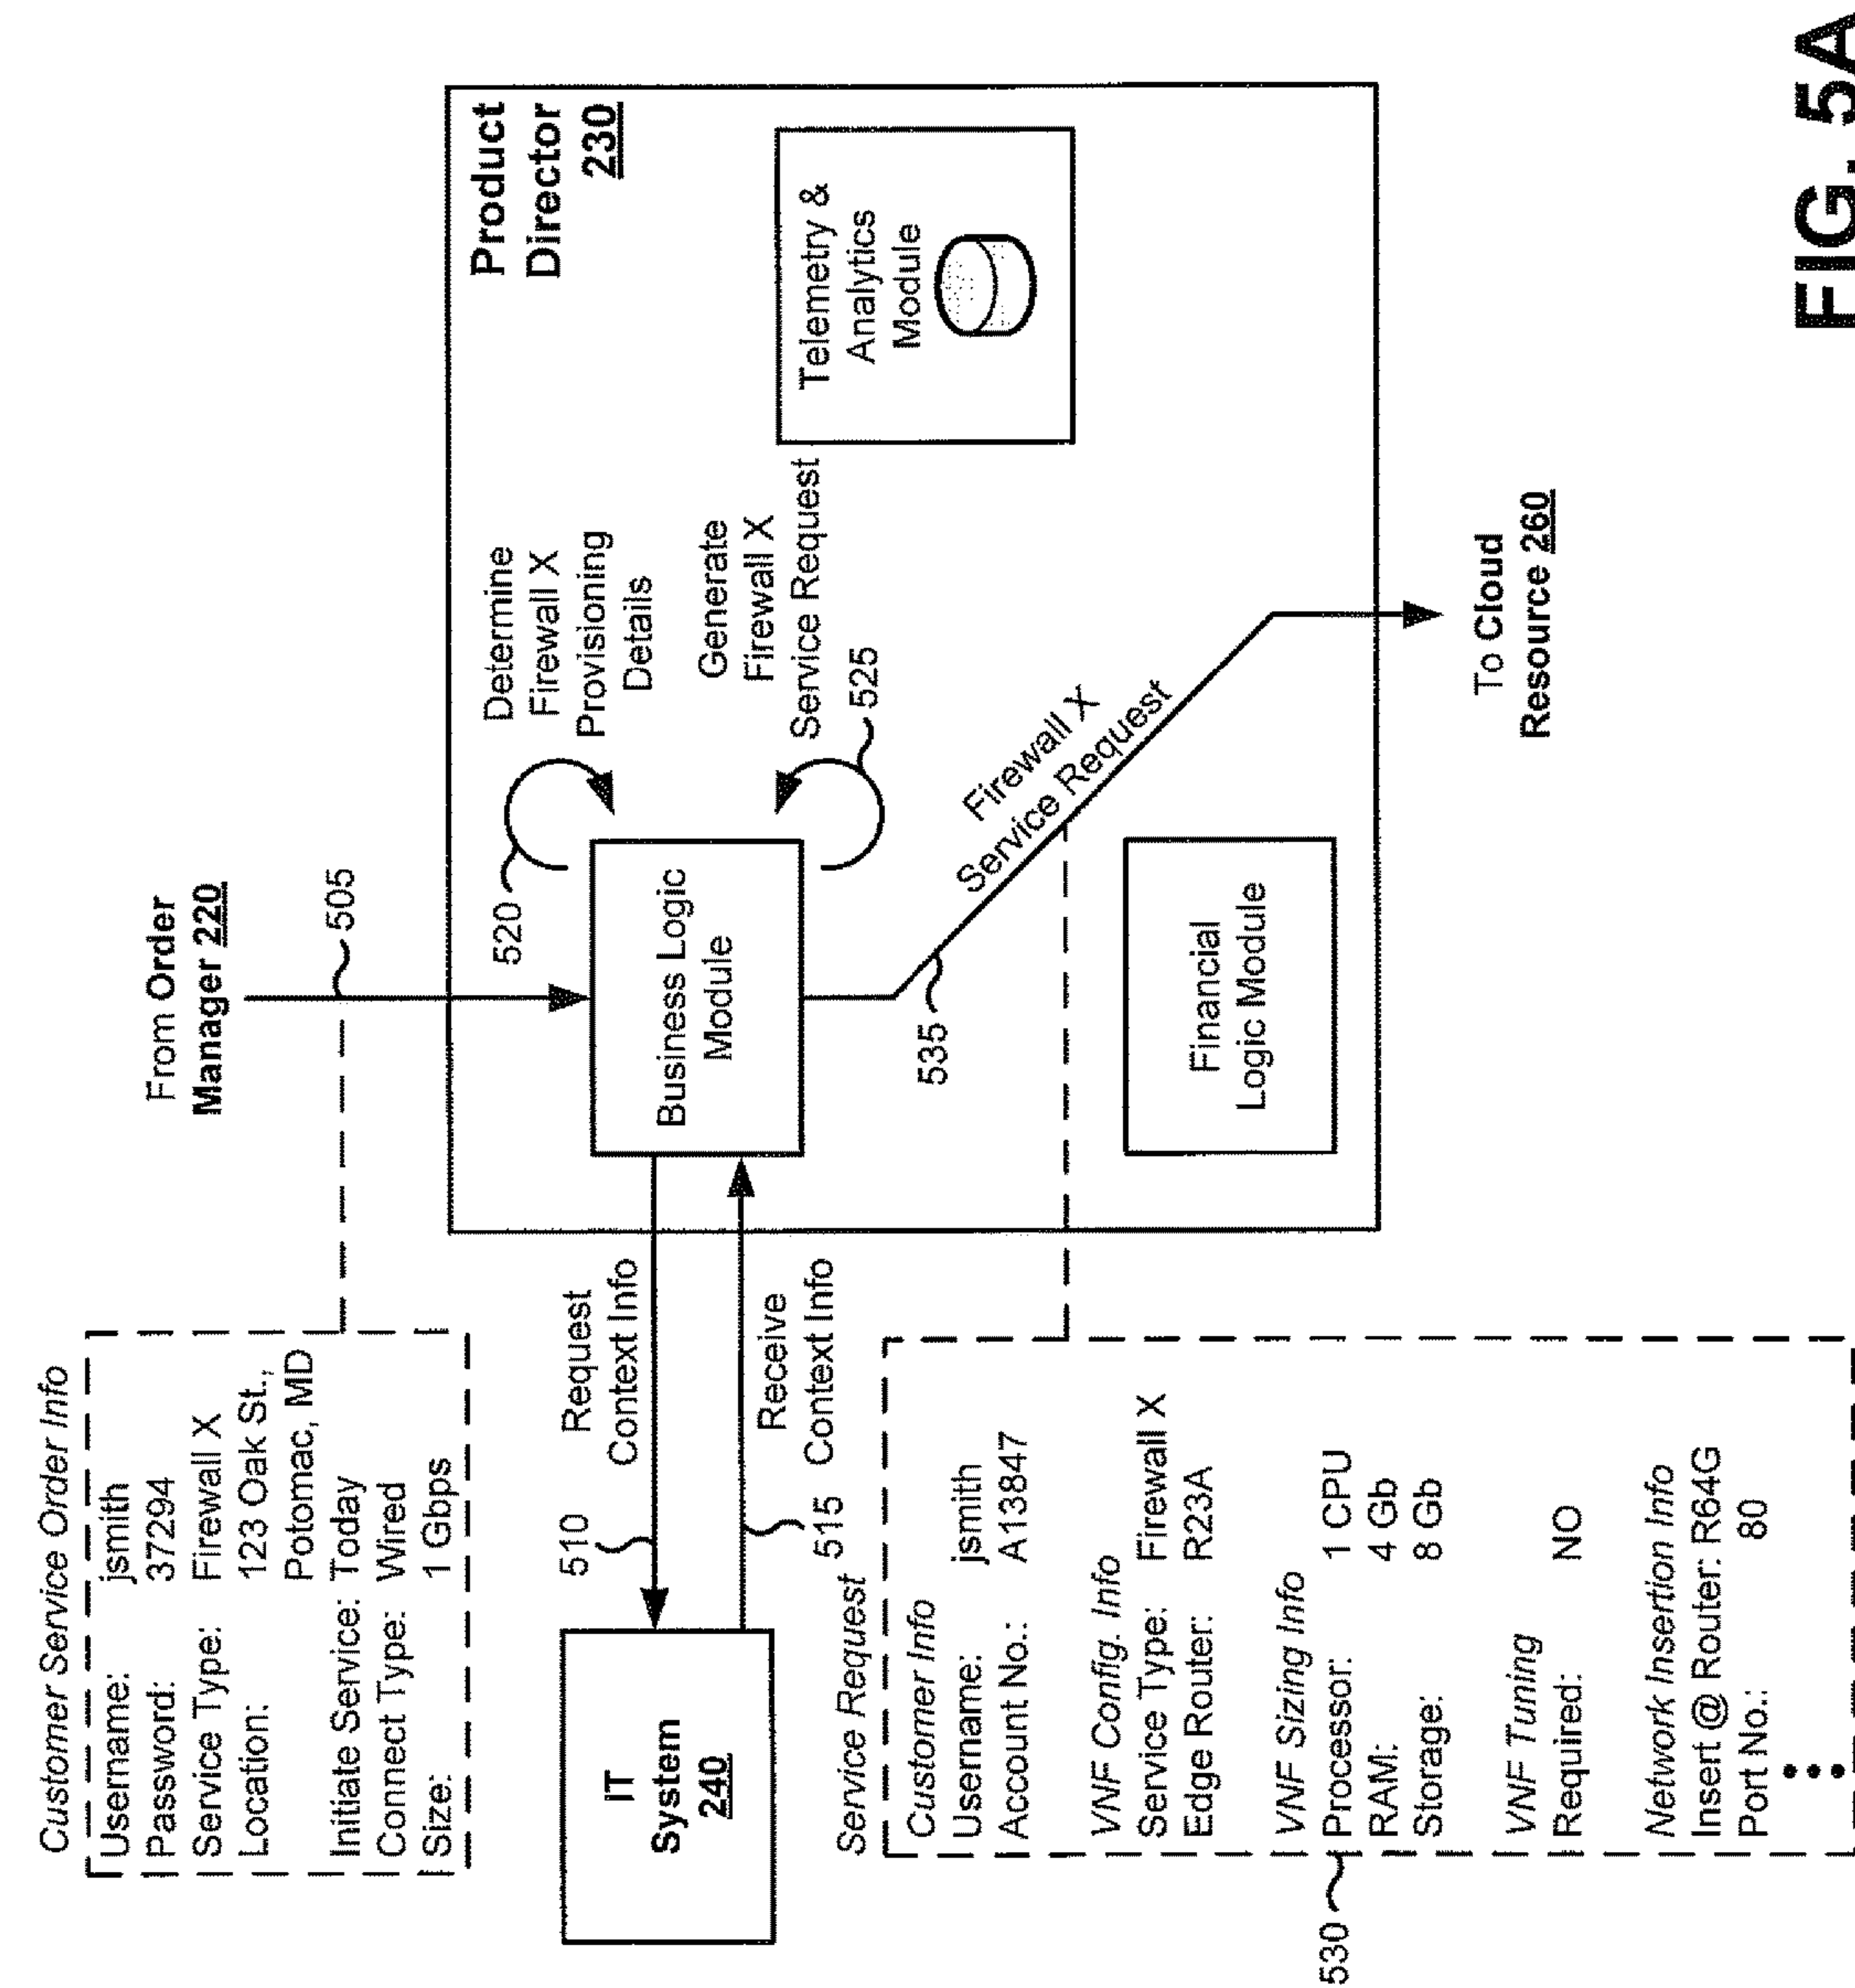 Customer Service Order Info
Username: jsmith
Password: 37294
Service Type: Firewall X
Location: 123 Oak St.,
Potomac, MD
Initiate Service: Today
Connect Type: Wired
Size: 1 Gbps
From Order
Manager 220
505
IT
System
240
510
Request
Context Info
515
Receive
Context Info
Product
Director
230
Business Logic
Module
520
Determine
Firewall X
Provisioning
Details
Generate
Firewall X
Service Request
525
Telemetry &
Analytics
Module
535
Firewall X
Service Request
Financial
Logic Module
To Cloud
Resource 260
Service Request
Customer Info
Username: jsmith
Account No.: A13847
VNF Config. Info
Service Type: Firewall X
Edge Router: R23A
VNF Sizing Info
Processor: 1 CPU
RAM: 4 Gb
Storage: 8 Gb
VNF Tuning
Required: NO
Network Insertion Info
Insert @ Router: R64G
Port No.: 80
530
FIG. 5A